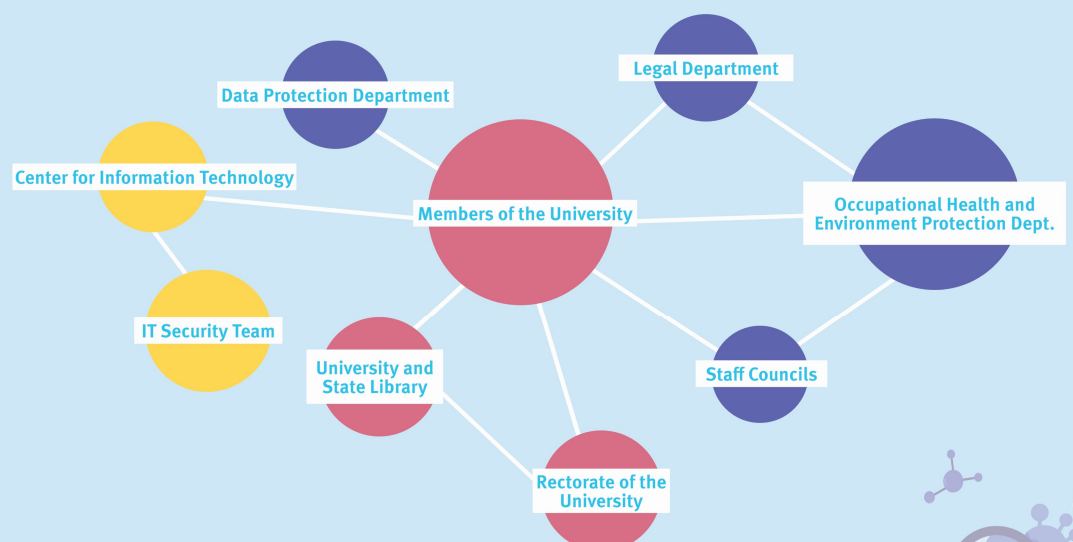 Legal Department
Data Protection Department
Center for Information Technology
Members of the University
Occupational Health and
Environment Protection Dept.
IT Security Team
University and
State Library
Staff Councils
Rectorate of the
University